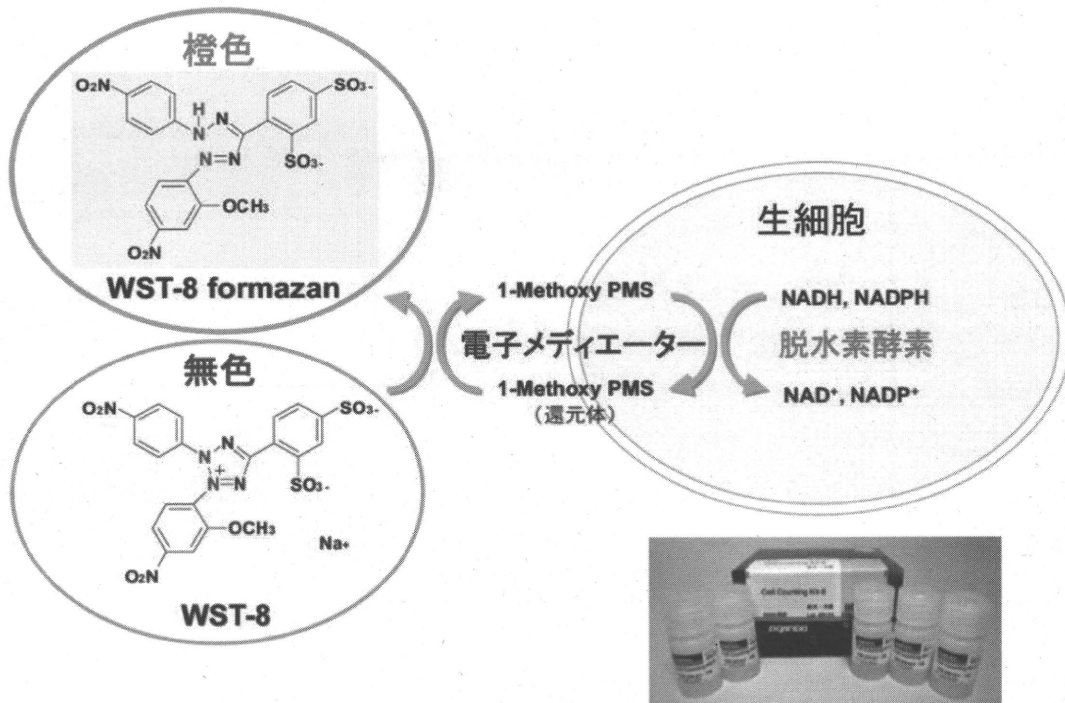 橙色
O₂N
SO₃-
H
N
N
N
SO₃-
N=N
OCH₃
O₂N
WST-8 formazan
無色
O₂N
SO₃-
N
N
+
N=N
SO₃-
OCH₃
Na+
O₂N
WST-8
生細胞
1-Methoxy PMS
電子メディエーター
1-Methoxy PMS
(還元体)
NADH, NADPH
脱水素酵素
NAD⁺, NADP⁺
Cell Counting Kit-8
DOJINDO